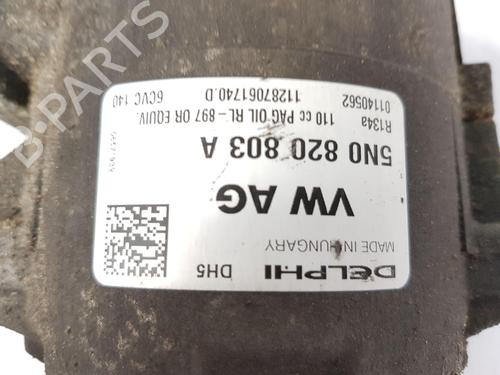 DELPHI DH5
MADE IN HUNGARY
VW AG
5N0 820 803 A
110 cc PAG OIL RL-897 OR EQUIV.
R134a 6CVC 140
01140562 11287061740.D
B-PARTS